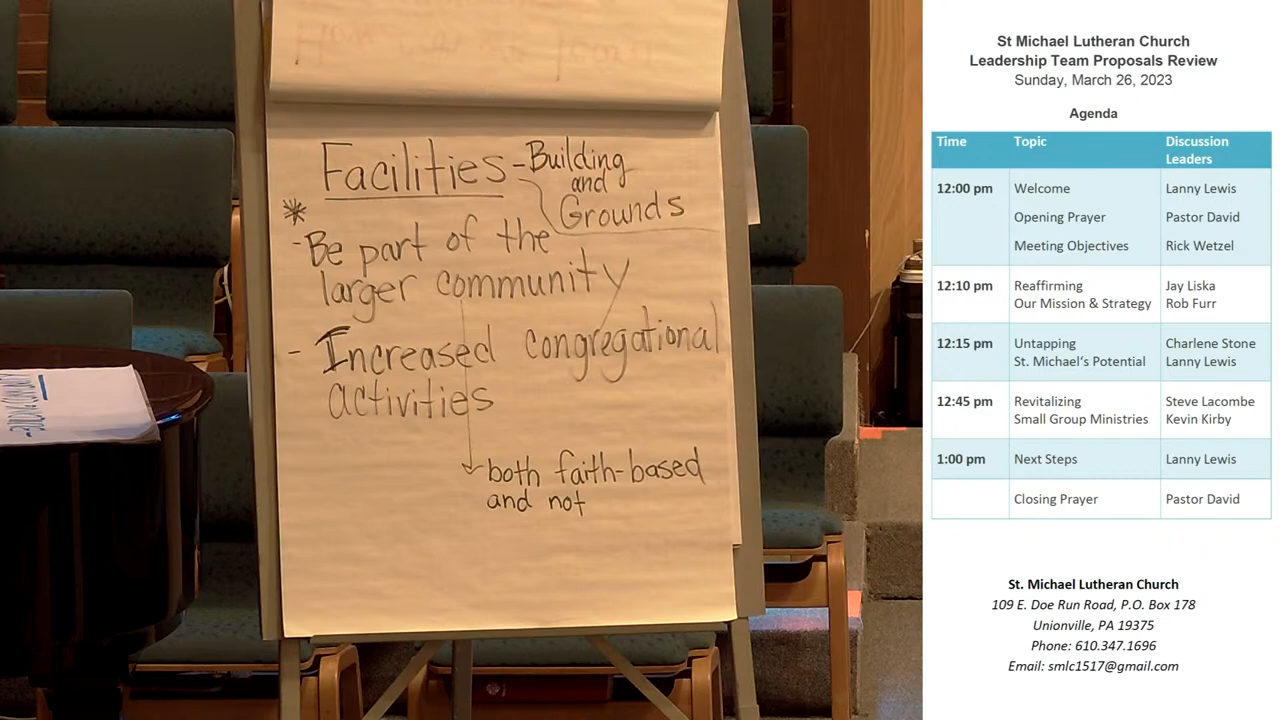 Facilities - Building
and
Grounds
*
- Be part of the
larger community
- Increased congregational
activities
both faith-based
and not
St Michael Lutheran Church
Leadership Team Proposals Review
Sunday, March 26, 2023
Agenda
Time Topic Discussion
Leaders
12:00 pm Welcome Lanny Lewis
Opening Prayer Pastor David
Meeting Objectives Rick Wetzel
12:10 pm Reaffirming Jay Liska
Our Mission & Strategy Rob Furr
12:15 pm Untapping Charlene Stone
St. Michael's Potential Lanny Lewis
12:45 pm Revitalizing Steve Lacombe
Small Group Ministries Kevin Kirby
1:00 pm Next Steps Lanny Lewis
Closing Prayer Pastor David
St. Michael Lutheran Church
109 E. Doe Run Road, P.O. Box 178
Unionville, PA 19375
Phone: 610.347.1696
Email: smlc1517@gmail.com